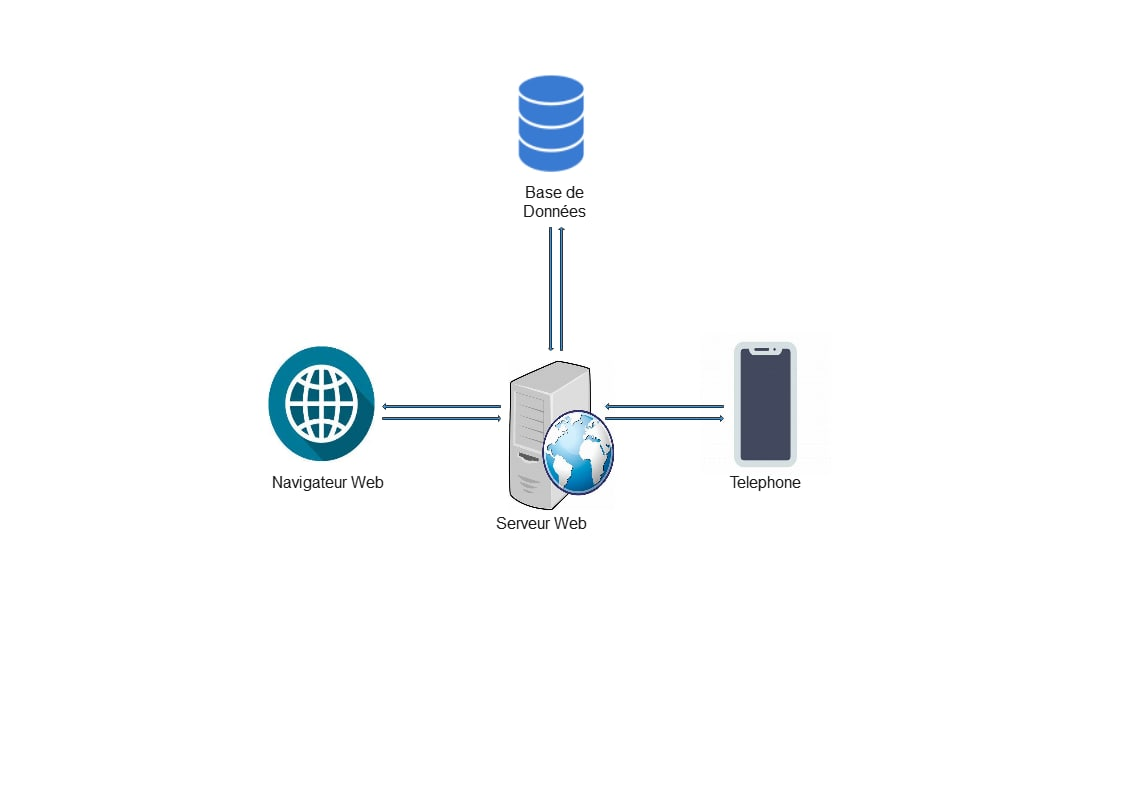 Base de
Données
Navigateur Web
Telephone
Serveur Web